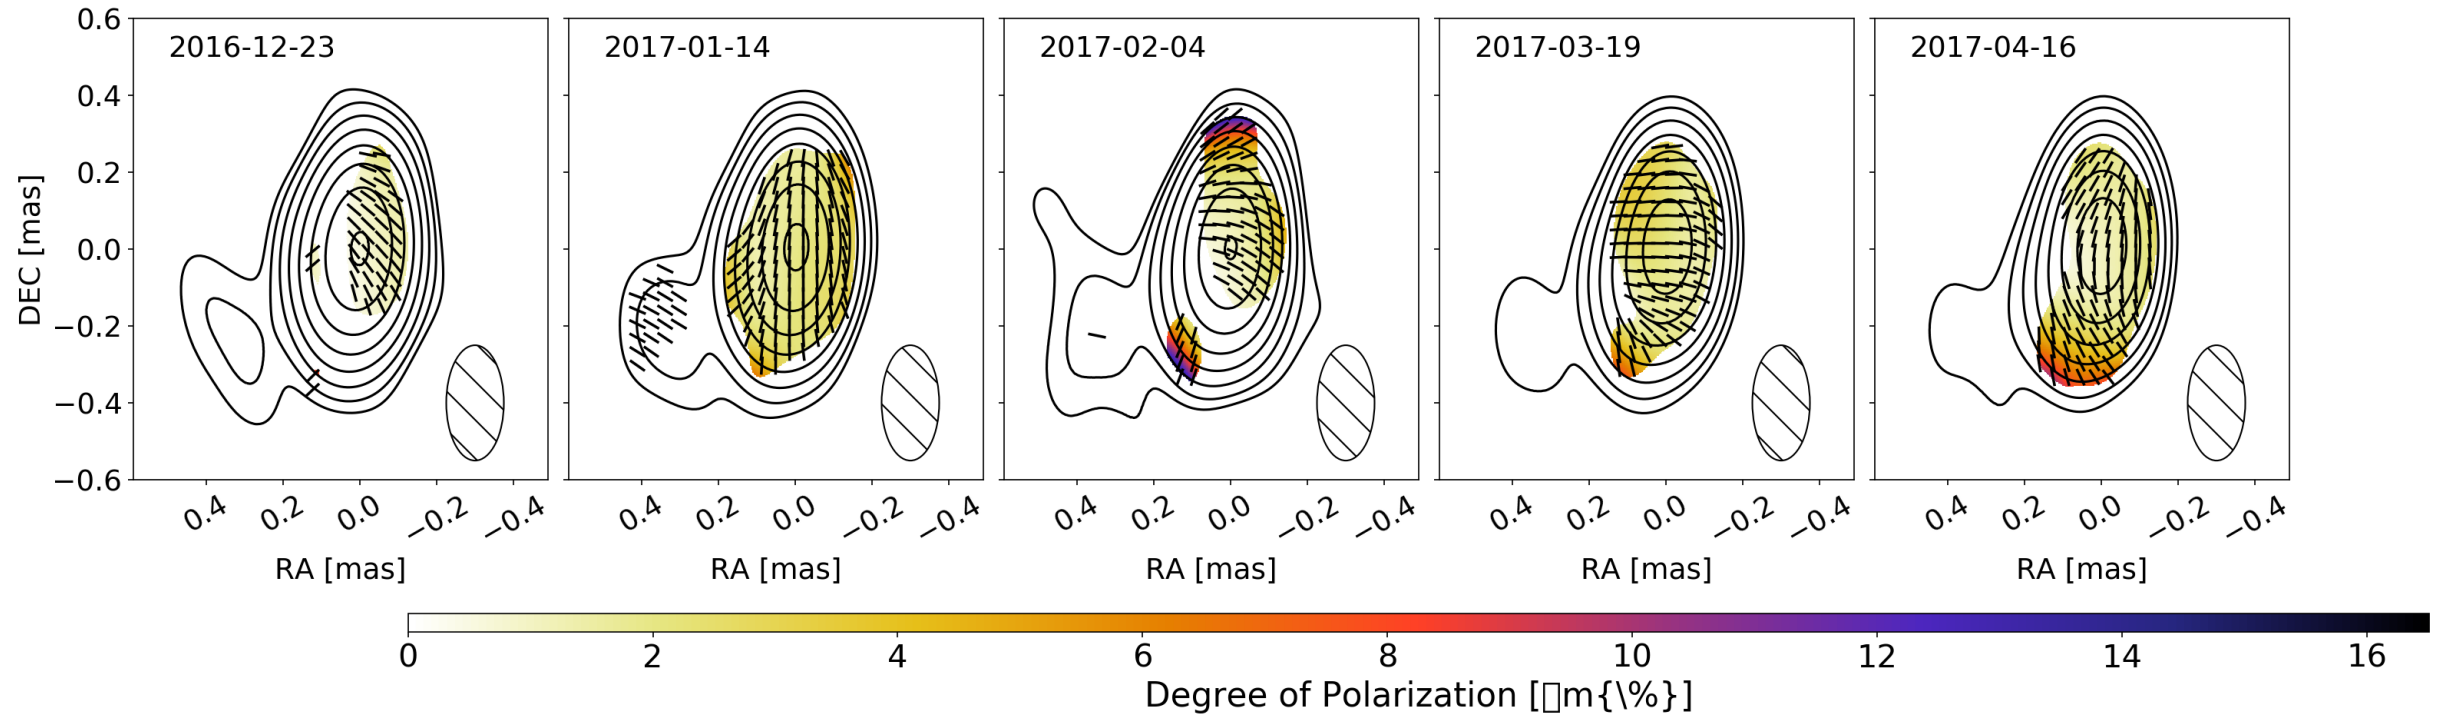 2016-12-23 2017-01-14 2017-02-04 2017-03-19 2017-04-16
0.6
0.4
0.2
0.0
−0.2
−0.4
−0.6
DEC [mas]
0.4 0.2 0.0 −0.2 −0.4 0.4 0.2 0.0 −0.2 −0.4 0.4 0.2 0.0 −0.2 −0.4 0.4 0.2 0.0 −0.2 −0.4 0.4 0.2 0.0 −0.2 −0.4
RA [mas] RA [mas] RA [mas] RA [mas] RA [mas]
0 2 4 6 8 10 12 14 16
Degree of Polarization [▯m{\%}]